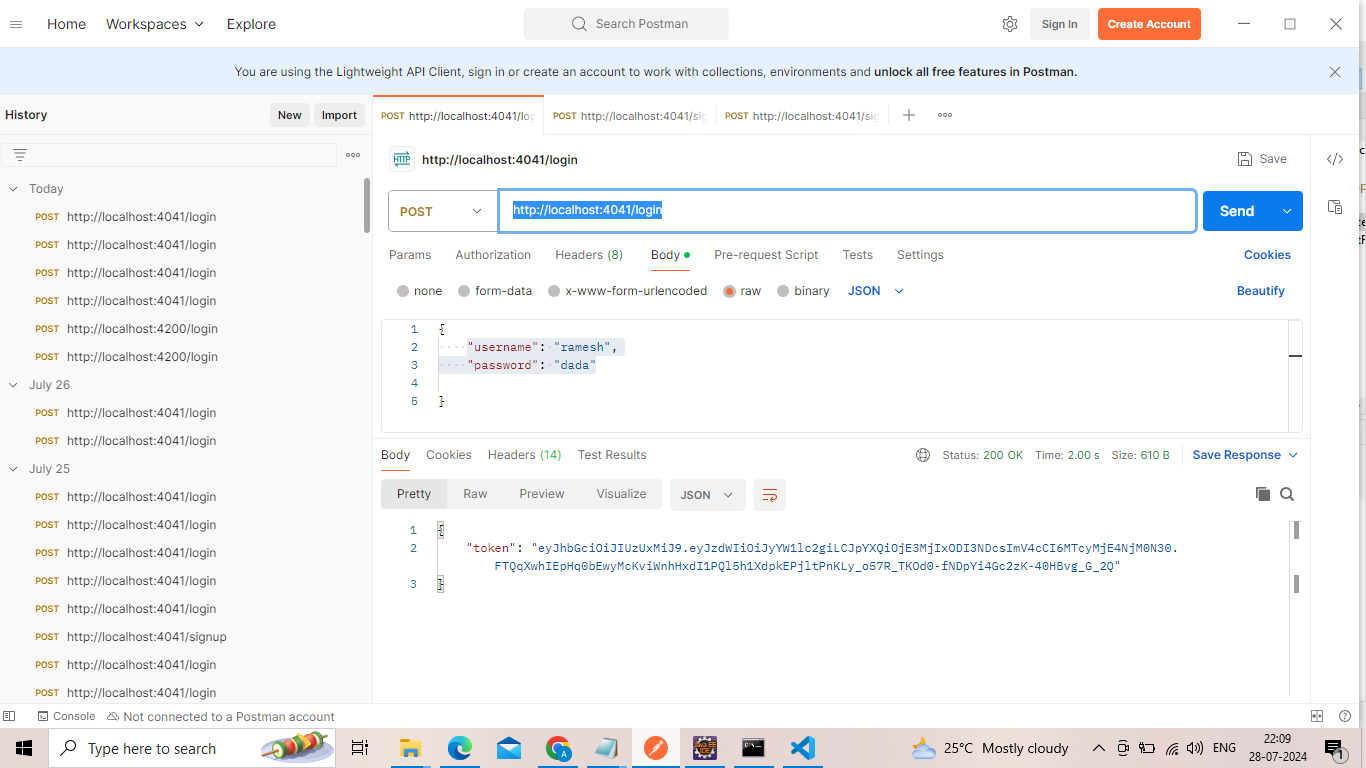 Home Workspaces Explore Search Postman Sign In Create Account
You are using the Lightweight API Client, sign in or create an account to work with collections, environments and unlock all free features in Postman.
History New Import
POST http://localhost:4041/log POST http://localhost:4041/sig POST http://localhost:4041/sig
HTTP http://localhost:4041/login Save
Today
POST http://localhost:4041/login
POST http://localhost:4041/login
POST http://localhost:4041/login
POST http://localhost:4041/login
POST http://localhost:4200/login
POST http://localhost:4200/login
July 26
POST http://localhost:4041/login
POST http://localhost:4041/login
July 25
POST http://localhost:4041/login
POST http://localhost:4041/login
POST http://localhost:4041/login
POST http://localhost:4041/login
POST http://localhost:4041/login
POST http://localhost:4041/signup
POST http://localhost:4041/login
POST http://localhost:4041/login
POST http://localhost:4041/login Send
Params Authorization Headers (8) Body Pre-request Script Tests Settings Cookies
none form-data x-www-form-urlencoded raw binary JSON Beautify
1 {
2 "username": "ramesh",
3 "password": "dada"
4
5 }
Body Cookies Headers (14) Test Results Status: 200 OK Time: 2.00 s Size: 610 B Save Response
Pretty Raw Preview Visualize JSON
1 {
2 "token": "eyJhbGciOiJIUzUxMiJ9.eyJzdWIiOiJyYW1lc2giLCJpYXQiOjE3MjIxODI3NDcsImV4cCI6MTcyMjE4NjM0N30.
FTQqXwhIEpHq0bEwyMcKviWnhHxdI1PQl5h1XdpkEPjltPnKLy_o57R_TKOd0-fNDpYi4Gc2zK-40HBvg_G_2Q"
3 }
Console Not connected to a Postman account
Type here to search 25°C Mostly cloudy ENG 22:09
28-07-2024